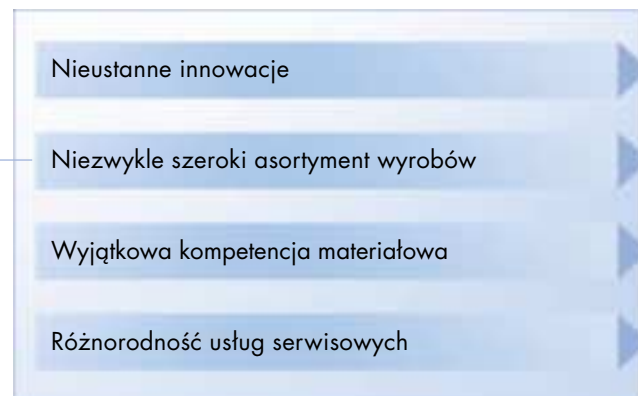 Nieustanne innowacje
Niezwykle szeroki asortyment wyrobów
Wyjątkowa kompetencja materiałowa
Różnorodność usług serwisowych